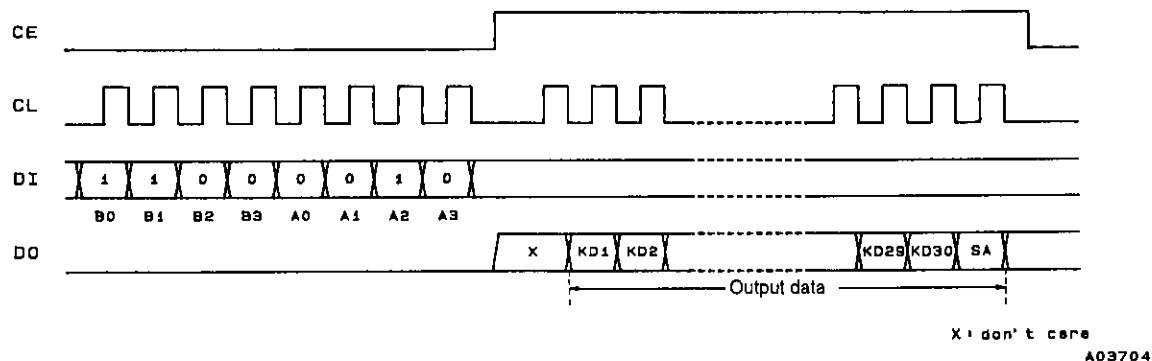 CE
CL
DI 1 1 0 0 0 0 1 0
B0 B1 B2 B3 A0 A1 A2 A3
DO X KD1 KD2 KD29 KD30 SA
Output data
X: don't care
A03704